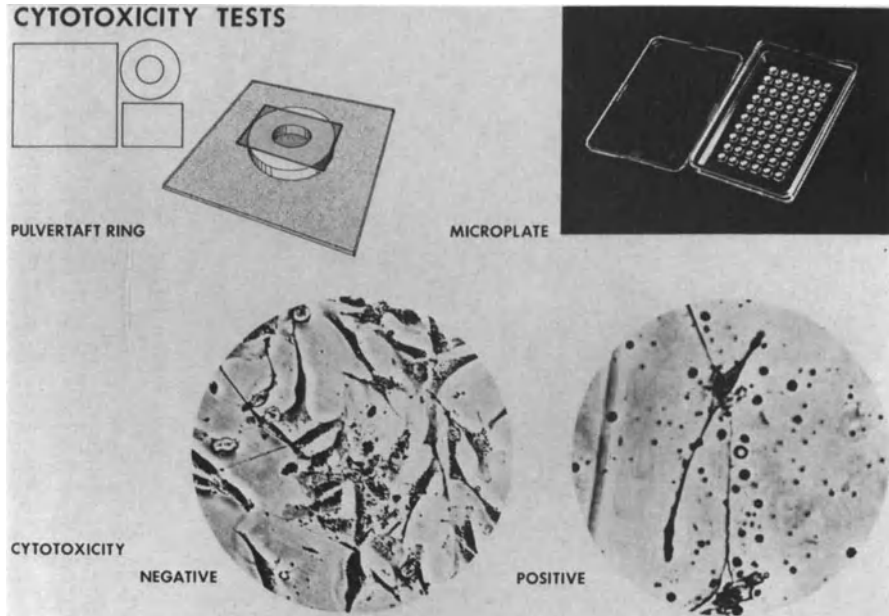 CYTOTOXICITY TESTS
PULVERTAFT RING
MICROPLATE
CYTOTOXICITY
NEGATIVE
POSITIVE